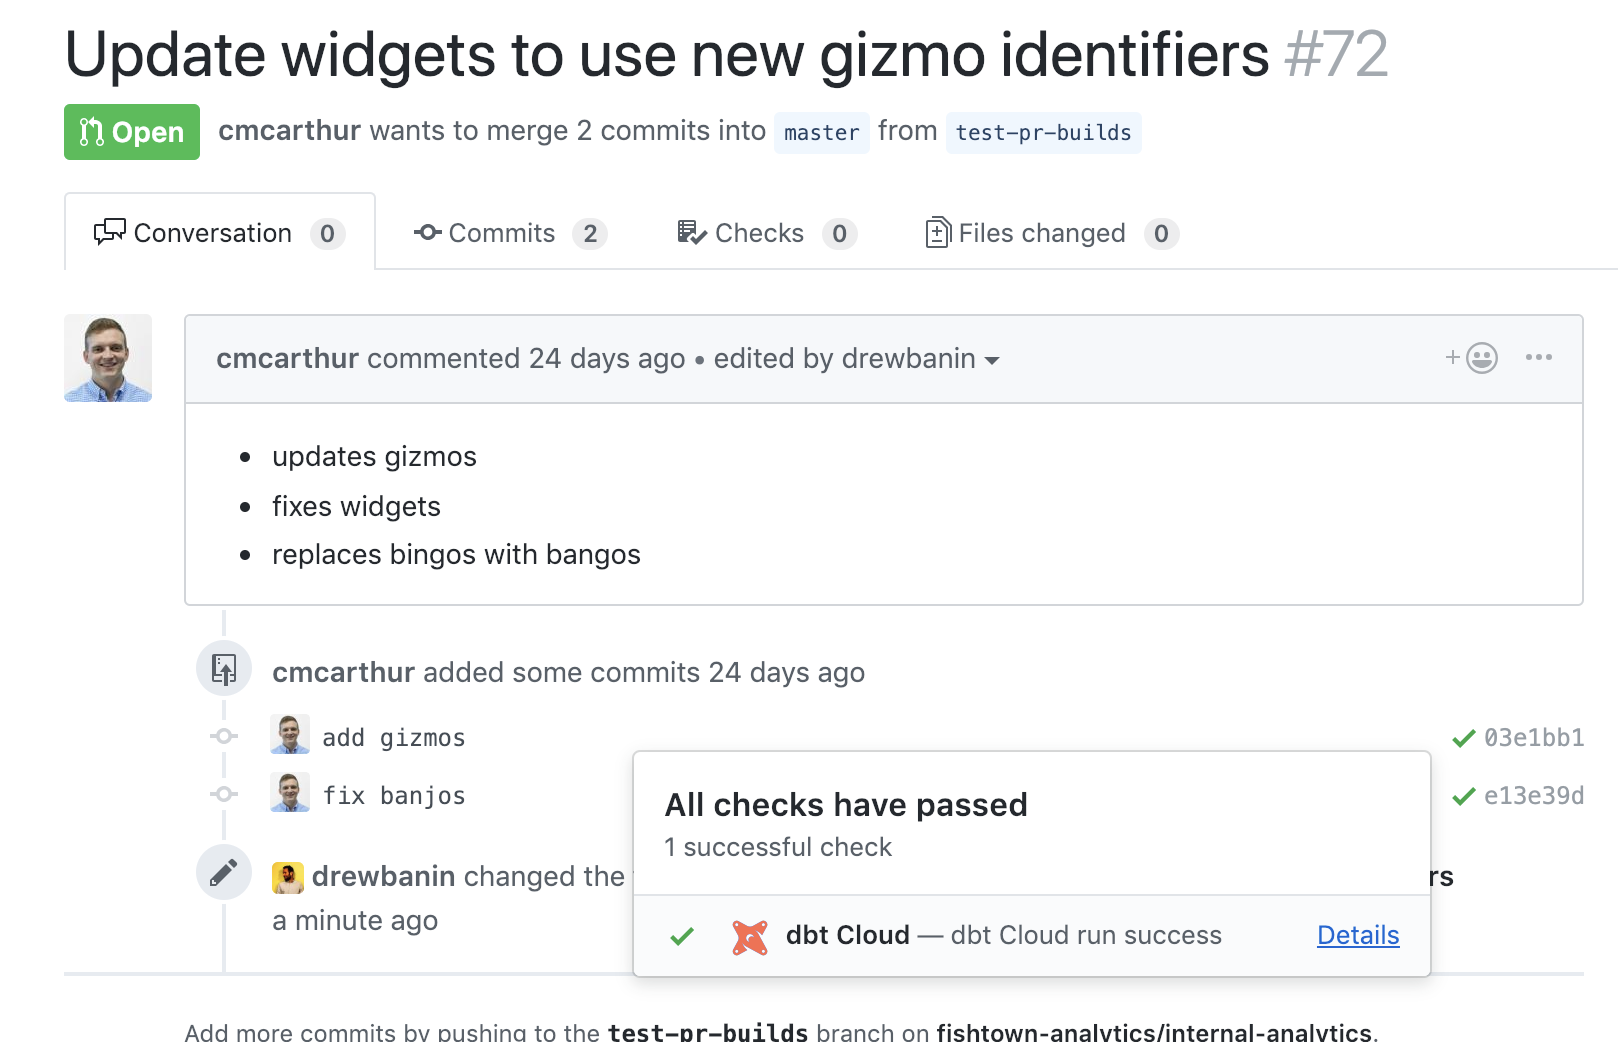 Update widgets to use new gizmo identifiers #72
Open cmcarthur wants to merge 2 commits into master from test-pr-builds
Conversation 0 Commits 2 Checks 0 Files changed 0
cmcarthur commented 24 days ago • edited by drewbanin
• updates gizmos
• fixes widgets
• replaces bingos with bangos
cmcarthur added some commits 24 days ago
add gizmos 03e1bb1
fix banjos e13e39d
All checks have passed
1 successful check
drewbanin changed the rs
a minute ago
dbt Cloud — dbt Cloud run success Details
Add more commits by pushing to the test-pr-builds branch on fishtown-analytics/internal-analytics.